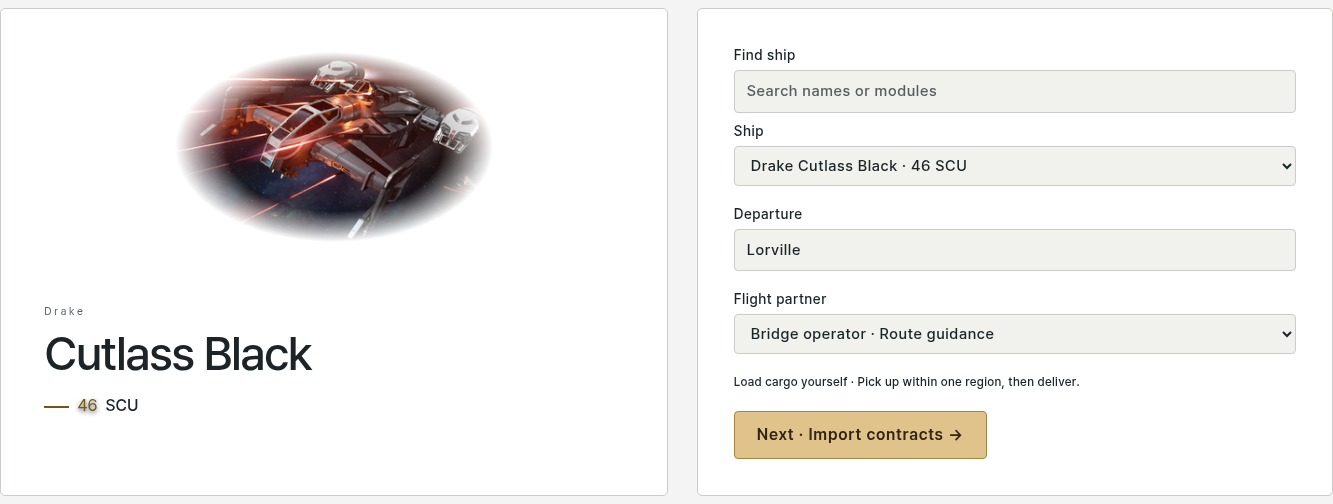 Drake
Cutlass Black
46 SCU
Find ship
Search names or modules
Ship
Drake Cutlass Black · 46 SCU
Departure
Lorville
Flight partner
Bridge operator · Route guidance
Load cargo yourself · Pick up within one region, then deliver.
Next · Import contracts →